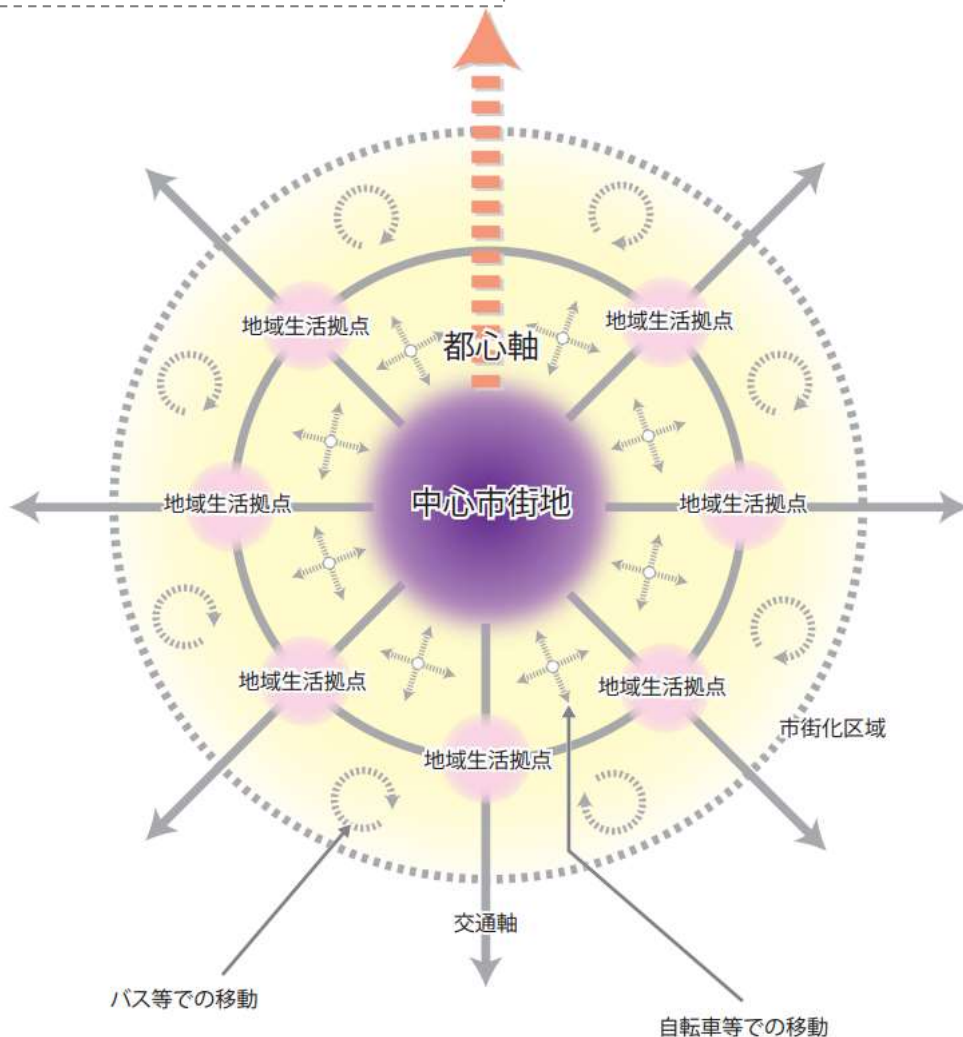 地域生活拠点
地域生活拠点
都心軸
地域生活拠点
中心市街地
地域生活拠点
地域生活拠点
地域生活拠点
市街化区域
地域生活拠点
交通軸
バス等での移動
自転車等での移動